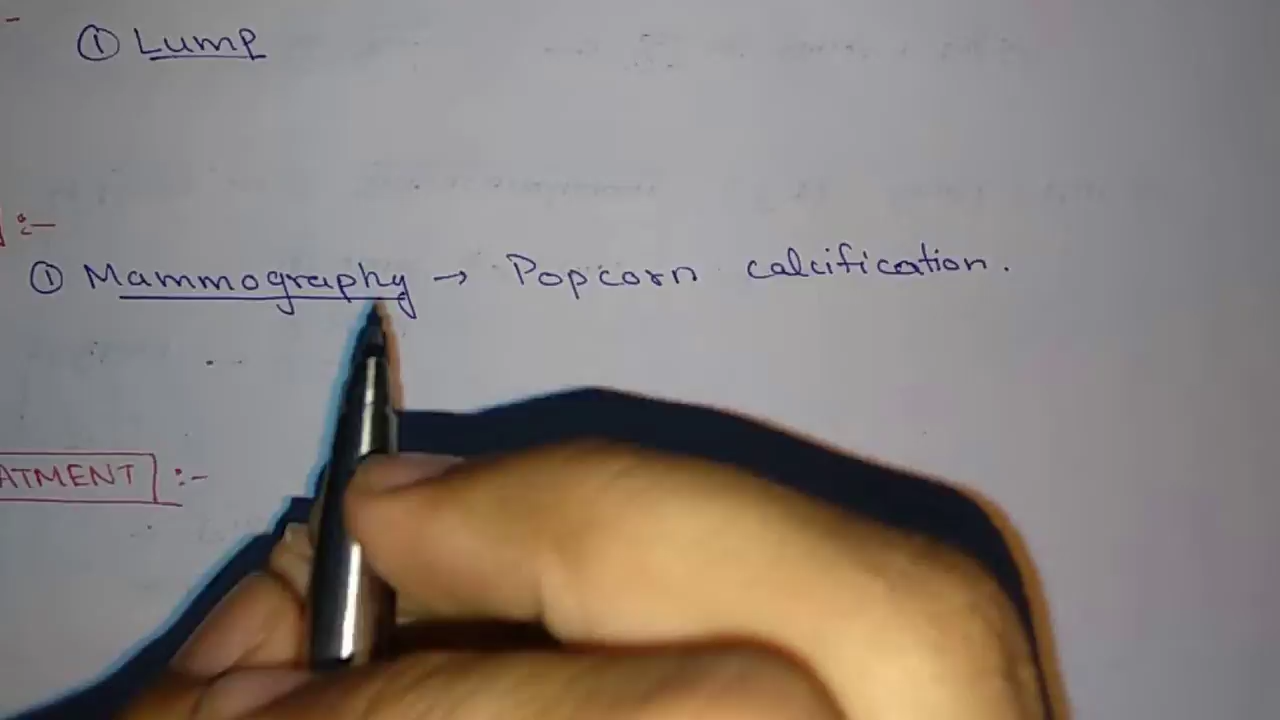 ① Lump
:-
① Mammography → Popcorn calcification.
ATMENT :-